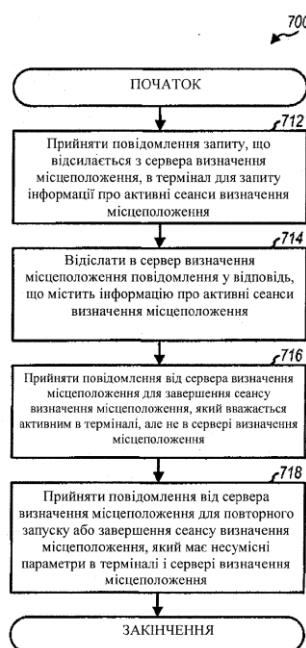 700
ПОЧАТОК
712
Прийняти повідомлення запиту, що
відсилається з сервера визначення
місцеположення, в термінал для запиту
інформації про активні сеанси визначення
місцеположення
714
Відіслати в сервер визначення
місцеположення повідомлення у відповідь,
що містить інформацію про активні сеанси
визначення місцеположення
716
Прийняти повідомлення від сервера визначення
місцеположення для завершення сеансу
визначення місцеположення, який вважається
активним в терміналі, але не в сервері визначення
місцеположення
718
Прийняти повідомлення від сервера
визначення місцеположення для повторного
запуску або завершення сеансу визначення
місцеположення, який має несумісні
параметри в терміналі і сервері визначення
місцеположення
ЗАКІНЧЕННЯ